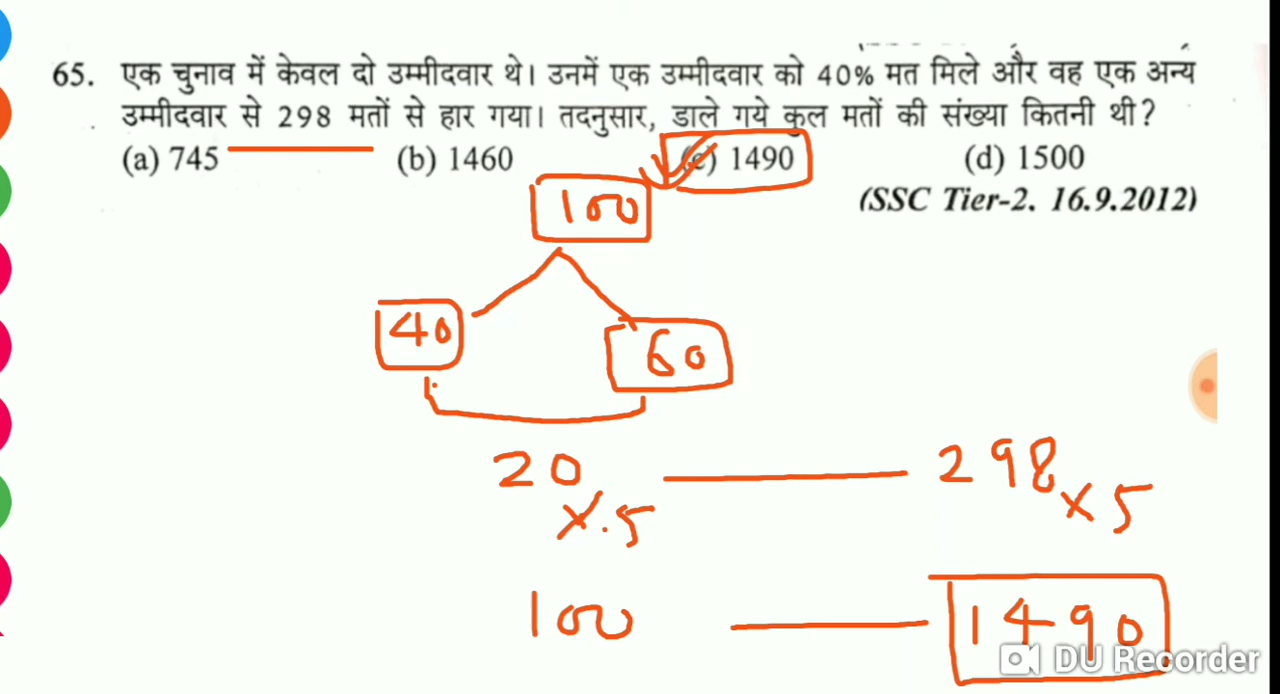 65. एक चुनाव में केवल दो उम्मीदवार थे। उनमें एक उम्मीदवार को 40% मत मिले और वह एक अन्य
उम्मीदवार से 298 मतों से हार गया। तदनुसार, डाले गये कुल मतों की संख्या कितनी थी?
(a) 745 (b) 1460 (c) 1490 (d) 1500
(SSC Tier-2. 16.9.2012)
100
40 60
20 298
×.5 ×5
100 1490
DU Recorder